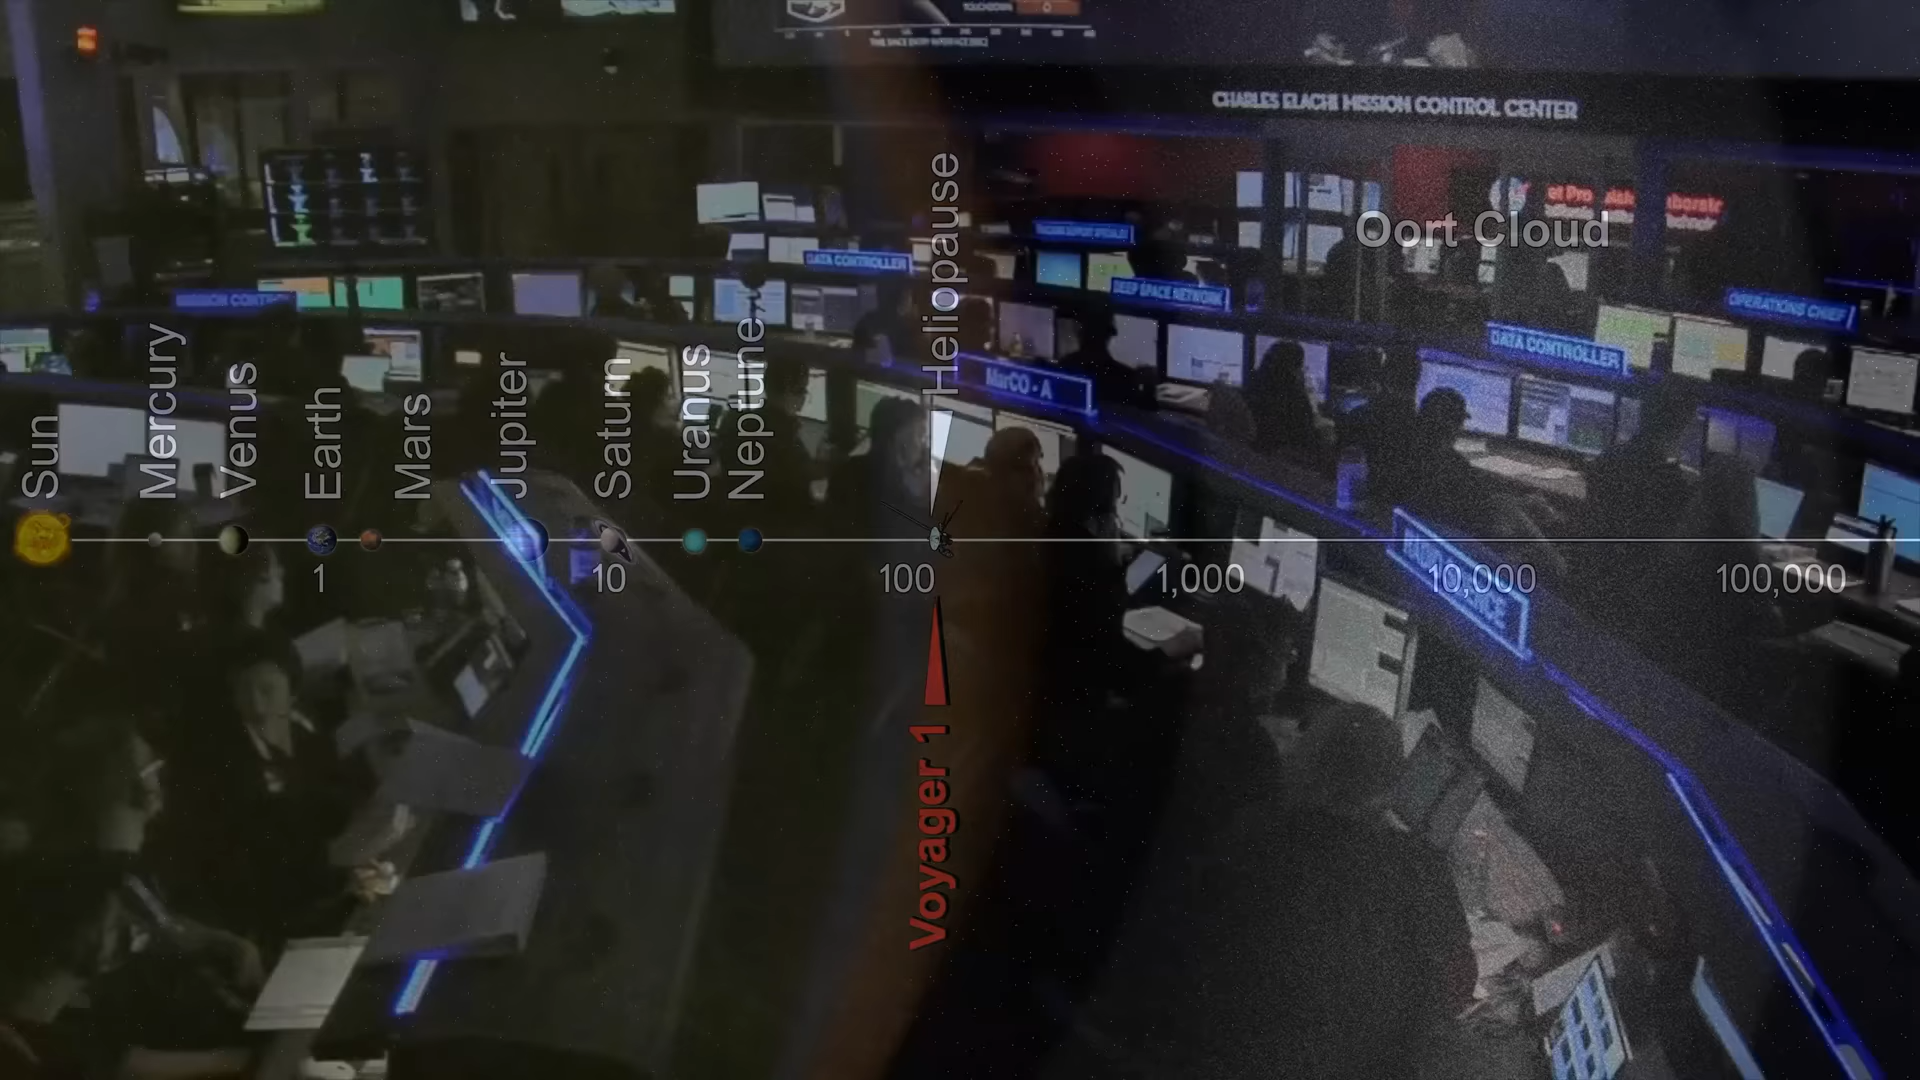 TOUCHDOWN
CHARLES ELACHI MISSION CONTROL CENTER
Oort Cloud
Heliopause
DATA CONTROLLER
DEEP SPACE NETWORK
MISSION CONTROL
OPERATIONS CHIEF
DATA CONTROLLER
MarCO - A
Sun
Mercury
Venus
Earth
Mars
Jupiter
Saturn
Uranus
Neptune
1
10
100
1,000
10,000
100,000
Voyager 1